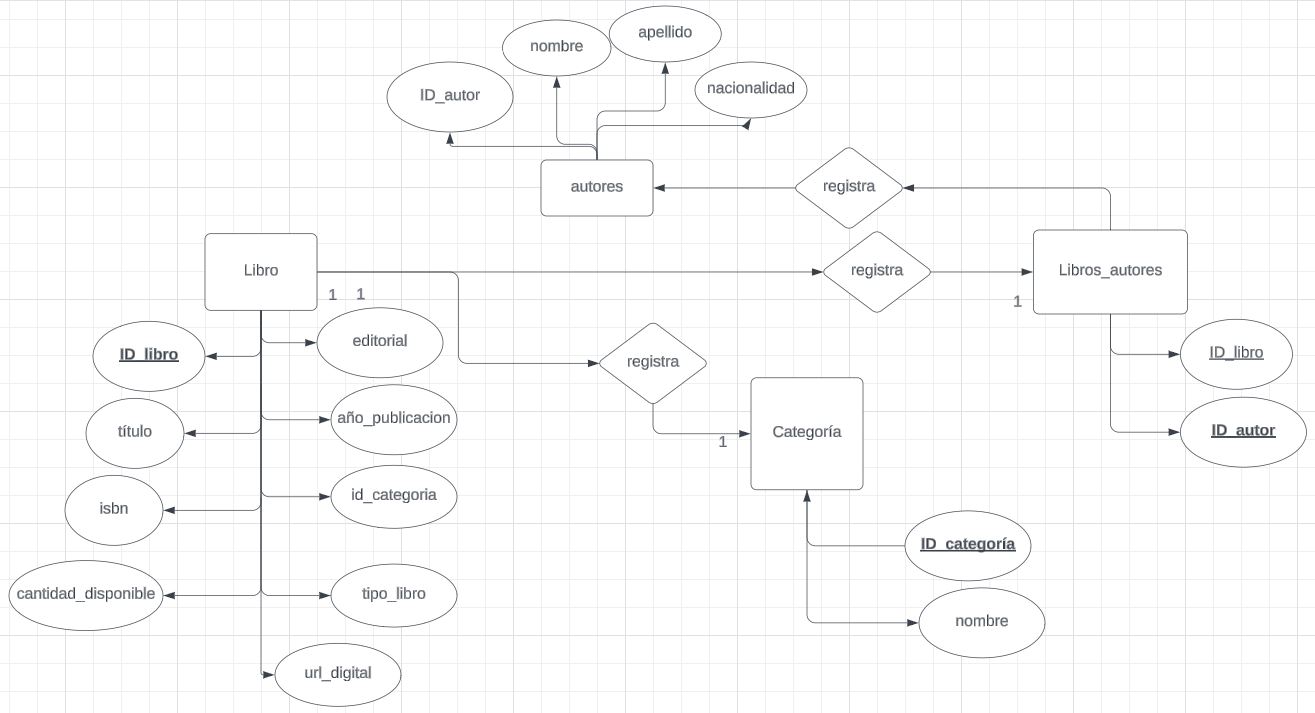 apellido
nombre
nacionalidad
ID_autor
autores
registra
Libro
registra
Libros_autores
1
1
1
editorial
ID_libro
registra
ID_libro
año_publicacion
título
Categoría
ID_autor
1
id_categoria
isbn
ID_categoría
cantidad_disponible
tipo_libro
nombre
url_digital